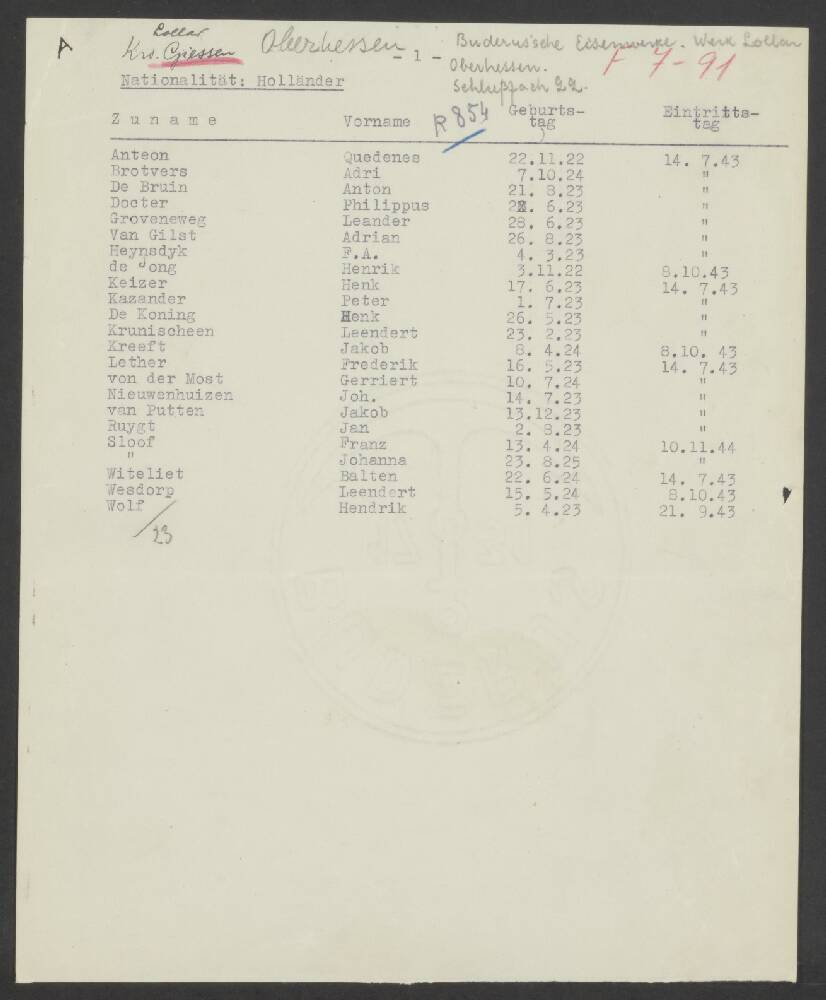 A
Lollar
Krs. Giessen Oberhessen - 1 - Buderus'sche Eisenwerke. Werk Lollar
Oberhessen. F 7-91
Schließfach 22.
Nationalität: Holländer
R 854
Zuname Vorname Geburtstag Eintritts-tag
Anteon Quedenes 22.11.22 14. 7.43
Brotvers Adri 7.10.24 "
De Bruin Anton 21. 8.23 "
Docter Philippus 6.23 "
Groveneweg Leander 28. 6.23 "
Van Gilst Adrian 26. 8.23 "
Heynsdyk F.A. 4. 3.23 "
de Jong Henrik 3.11.22 8.10.43
Keizer Henk 17. 6.23 14. 7.43
Kazander Peter 1. 7.23 "
De Koning Henk 26. 5.23 "
Krunischeen Leendert 23. 2.23 "
Kreeft Jakob 8. 4.24 8.10. 43
Lether Frederik 16. 5.23 14. 7.43
von der Most Gerriert 10. 7.24 "
Nieuwenhuizen Joh. 14. 7.23 "
van Putten Jakob 13.12.23 "
Ruygt Jan 2. 8.23 "
Sloof Franz 13. 4.24 10.11.44
" Johanna 23. 8.25 "
Witeliet Balten 22. 6.24 14. 7.43
Wesdorp Leendert 15. 5.24 8.10.43
Wolf Hendrik 5. 4.23 21. 9.43
23